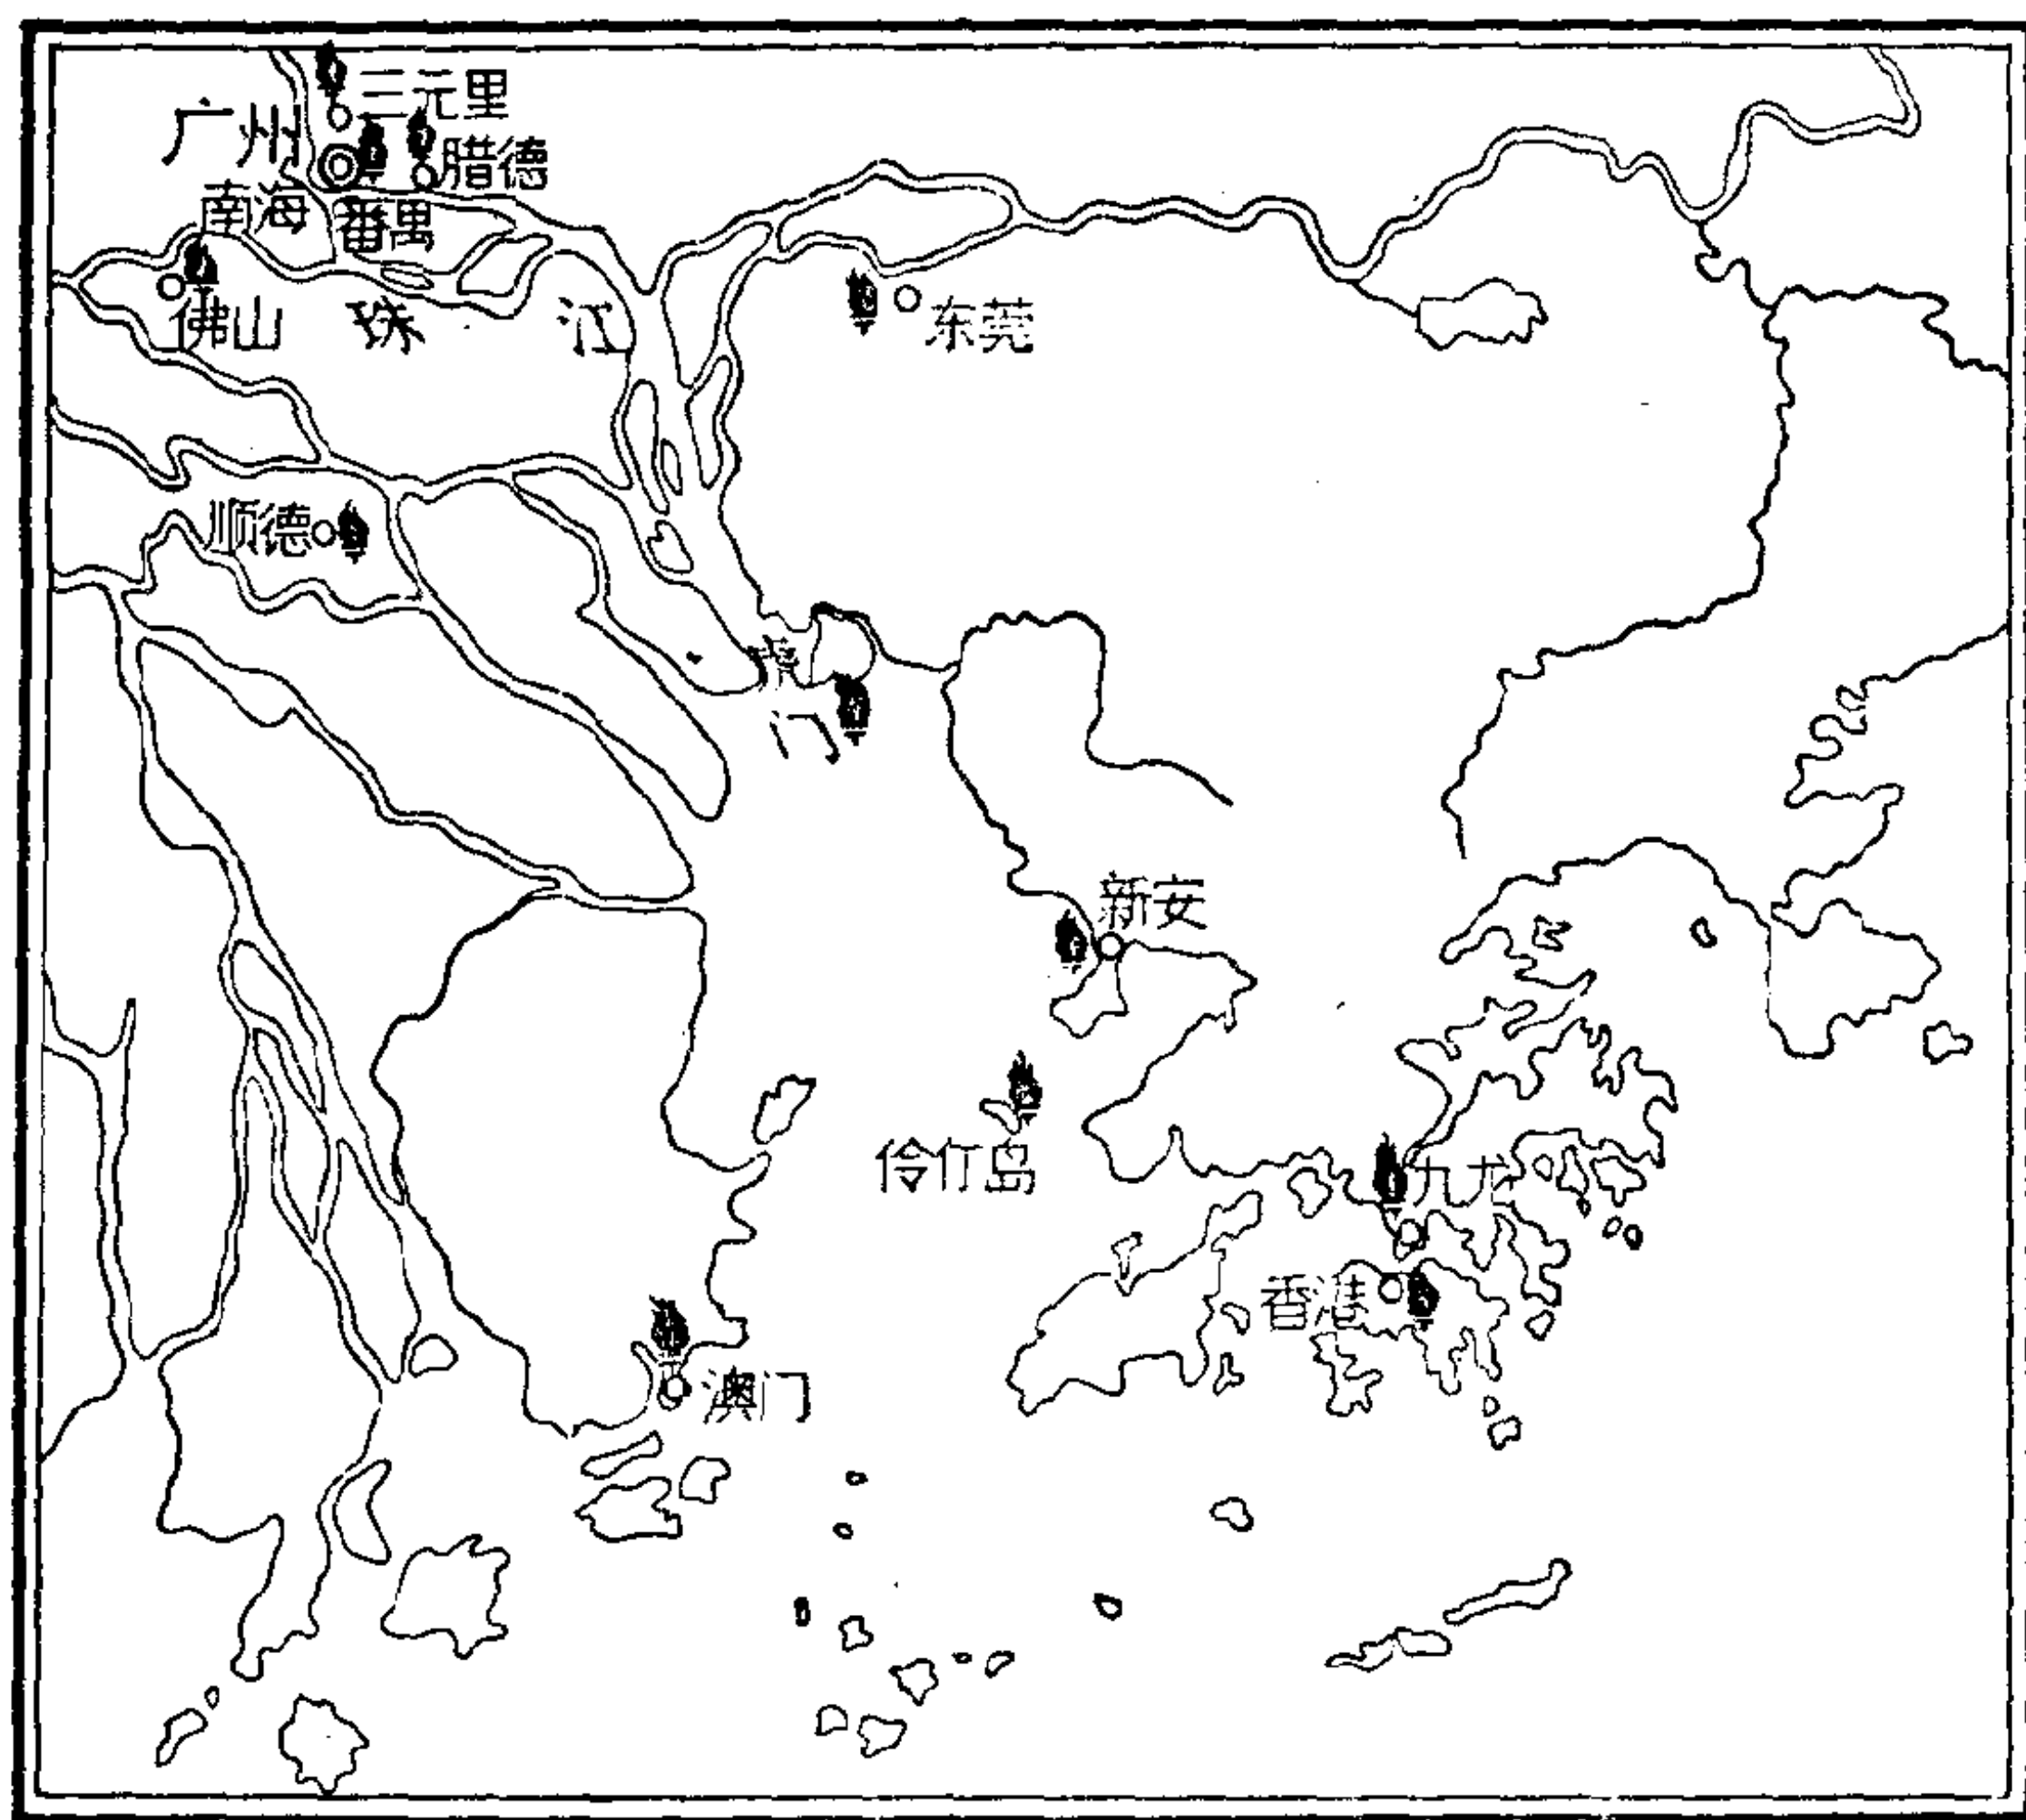 三元里
广州
腊德
南海
番禺
佛山
珠江
东莞
顺德
虎
门
新安
伶仃岛
九龙
香港
澳门